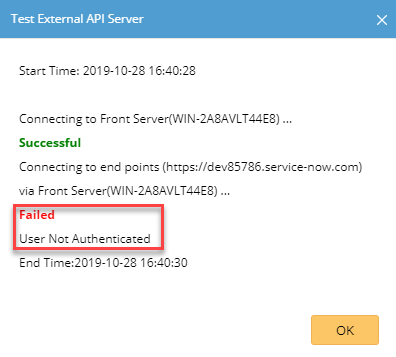 Test External API Server
Start Time: 2019-10-28 16:40:28
Connecting to Front Server(WIN-2A8AVLT44E8) ...
Successful
Connecting to end points (https://dev85786.service-now.com)
via Front Server(WIN-2A8AVLT44E8) ...
Failed
User Not Authenticated
End Time:2019-10-28 16:40:30
OK